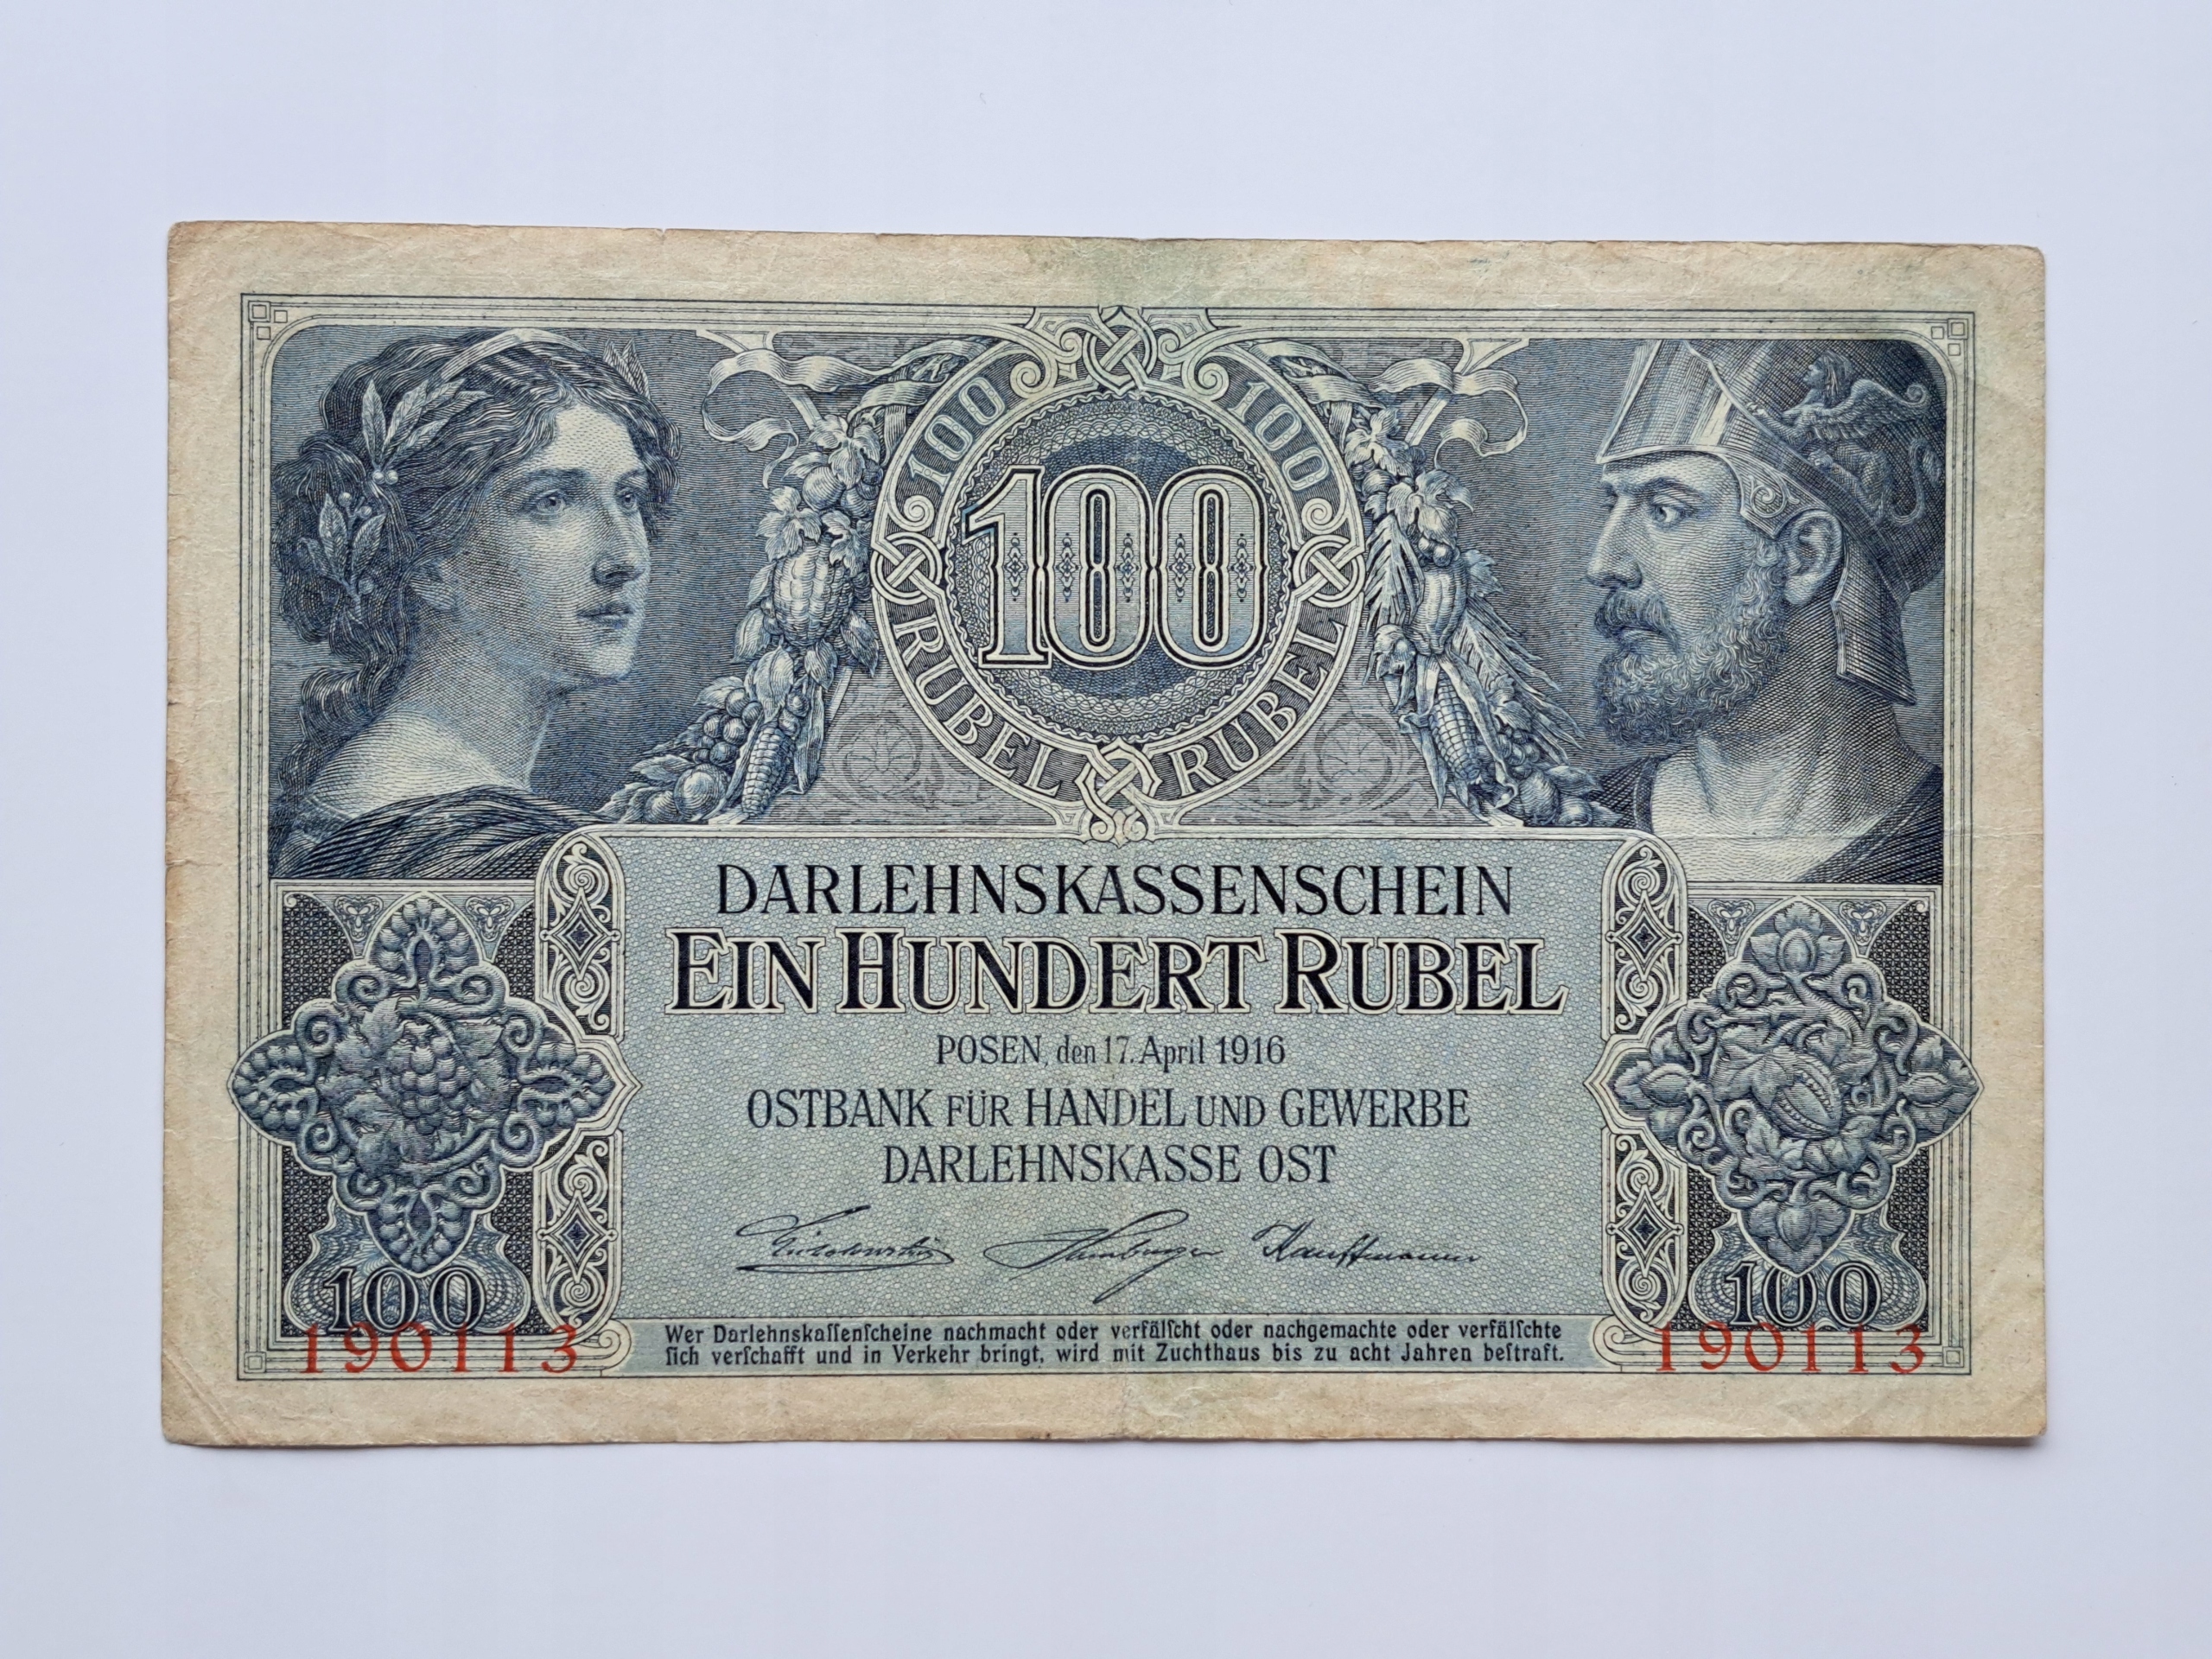 100 100
100
RUBEL RUBEL
DARLEHNSKASSENSCHEIN
EIN HUNDERT RUBEL
POSEN, den 17. April 1916
OSTBANK FÜR HANDEL UND GEWERBE
DARLEHNSKASSE OST
Hamburger Kauffmann
100 100
190113 190113
Wer Darlehnskaſſenſcheine nachmacht oder verfälſcht oder nachgemachte oder verfälſchte
ſich verſchafft und in Verkehr bringt, wird mit Zuchthaus bis zu acht Jahren beſtraft.